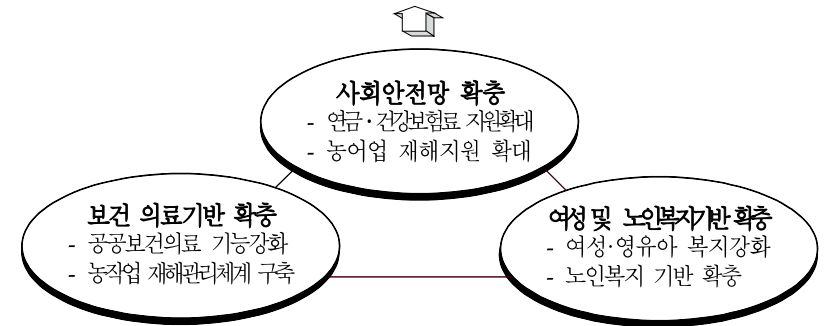 사회안전망 확충
- 연금·건강보험료 지원확대
- 농어업 재해지원 확대
보건 의료기반 확충
- 공공보건의료 기능강화
- 농작업 재해관리체계 구축
여성 및 노인복지기반 확충
- 여성·영유아 복지강화
- 노인복지 기반 확충